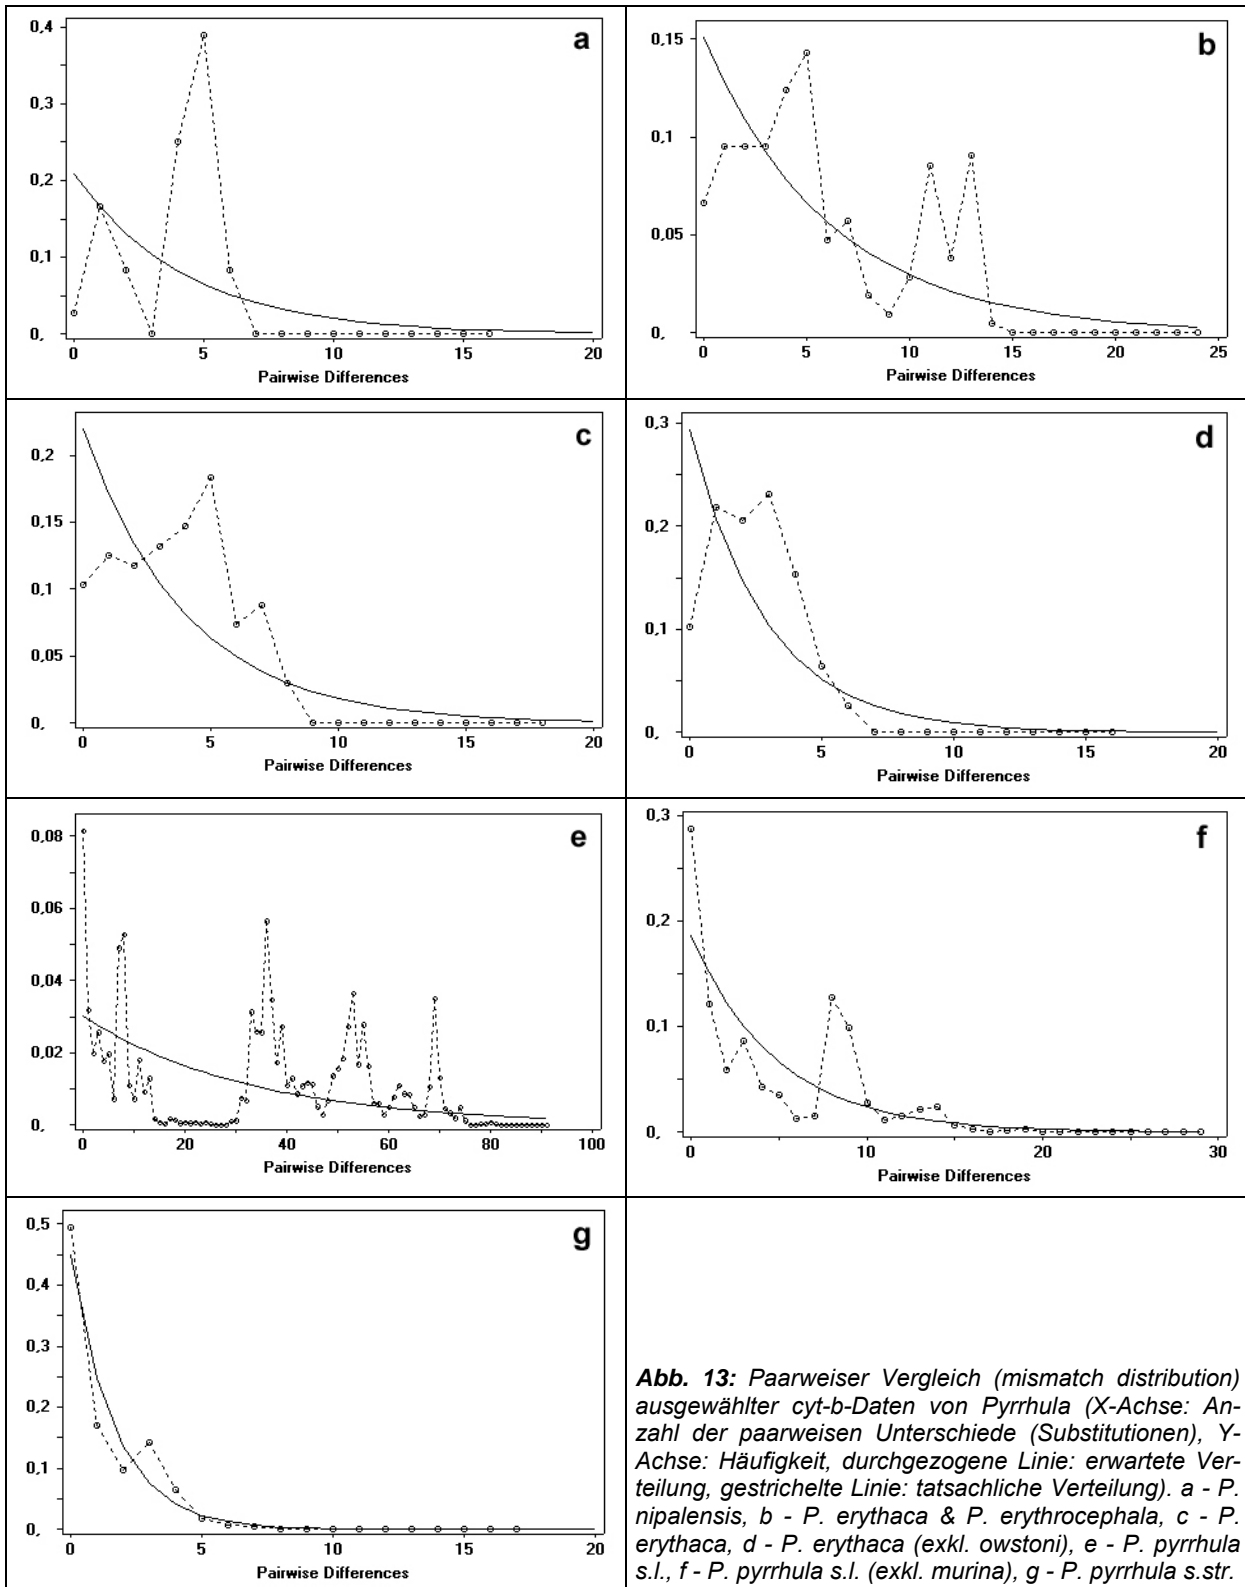 a
0,4
0,3
0,2
0,1
0,
0 5 10 15 20
Pairwise Differences
b
0,15
0,1
0,05
0,
0 5 10 15 20 25
Pairwise Differences
c
0,2
0,15
0,1
0,05
0,
0 5 10 15 20
Pairwise Differences
d
0,3
0,2
0,1
0,
0 5 10 15 20
Pairwise Differences
e
0,08
0,06
0,04
0,02
0,
0 20 40 60 80 100
Pairwise Differences
f
0,3
0,2
0,1
0,
0 10 20 30
Pairwise Differences
g
0,5
0,4
0,3
0,2
0,1
0,
0 5 10 15 20
Pairwise Differences
Abb. 13: Paarweiser Vergleich (mismatch distribution)
ausgewählter cyt-b-Daten von Pyrrhula (X-Achse: An-
zahl der paarweisen Unterschiede (Substitutionen), Y-
Achse: Häufigkeit, durchgezogene Linie: erwartete Ver-
teilung, gestrichelte Linie: tatsachliche Verteilung). a - P.
nipalensis, b - P. erythaca & P. erythrocephala, c - P.
erythaca, d - P. erythaca (exkl. owstoni), e - P. pyrrhula
s.l., f - P. pyrrhula s.l. (exkl. murina), g - P. pyrrhula s.str.